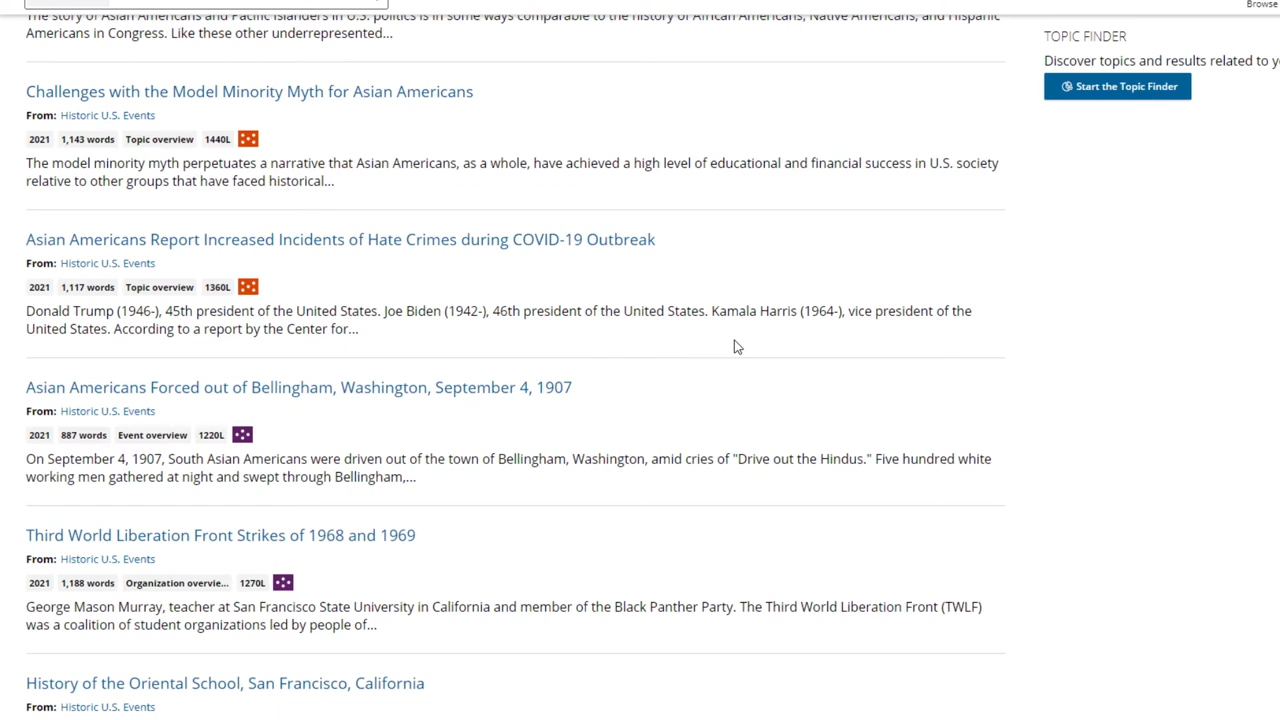 Browse
The story of Asian Americans and Pacific Islanders in U.S. politics is in some ways comparable to the history of African Americans, Native Americans, and Hispanic
Americans in Congress. Like these other underrepresented...
TOPIC FINDER
Discover topics and results related to y
Start the Topic Finder
Challenges with the Model Minority Myth for Asian Americans
From: Historic U.S. Events
2021 1,143 words Topic overview 1440L
The model minority myth perpetuates a narrative that Asian Americans, as a whole, have achieved a high level of educational and financial success in U.S. society
relative to other groups that have faced historical...
Asian Americans Report Increased Incidents of Hate Crimes during COVID-19 Outbreak
From: Historic U.S. Events
2021 1,117 words Topic overview 1360L
Donald Trump (1946-), 45th president of the United States. Joe Biden (1942-), 46th president of the United States. Kamala Harris (1964-), vice president of the
United States. According to a report by the Center for...
Asian Americans Forced out of Bellingham, Washington, September 4, 1907
From: Historic U.S. Events
2021 887 words Event overview 1220L
On September 4, 1907, South Asian Americans were driven out of the town of Bellingham, Washington, amid cries of "Drive out the Hindus." Five hundred white
working men gathered at night and swept through Bellingham,...
Third World Liberation Front Strikes of 1968 and 1969
From: Historic U.S. Events
2021 1,188 words Organization overvie... 1270L
George Mason Murray, teacher at San Francisco State University in California and member of the Black Panther Party. The Third World Liberation Front (TWLF)
was a coalition of student organizations led by people of...
History of the Oriental School, San Francisco, California
From: Historic U.S. Events